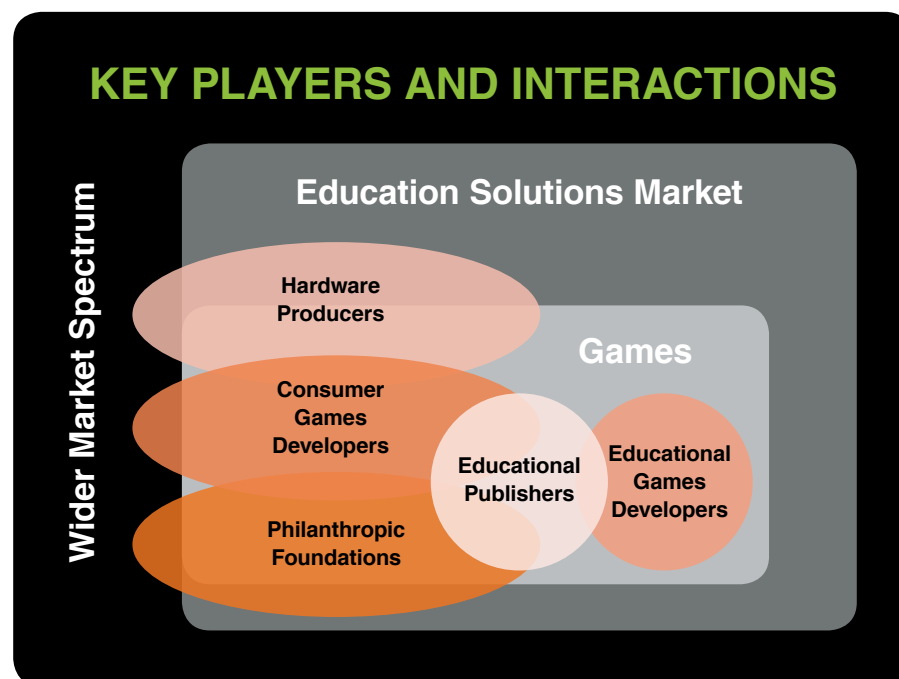 KEY PLAYERS AND INTERACTIONS
Wider Market Spectrum
Education Solutions Market
Hardware
Producers
Games
Consumer
Games
Developers
Educational
Publishers
Educational
Games
Developers
Philanthropic
Foundations